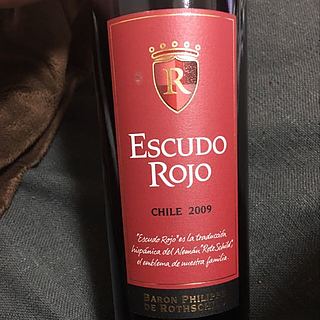 R
ESCUDO
ROJO
CHILE 2009
"Escudo Rojo" es la traducción
hispánica del Alemán "Rote Schild",
el emblema de nuestra familia.
BARON PHILIPPE
DE ROTHSCHILD